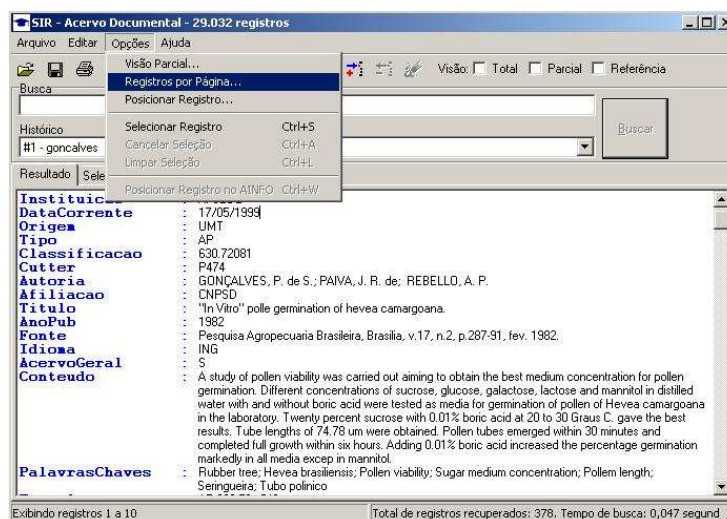 SIR - Acervo Documental - 29.032 registros
Arquivo Editar Opções Ajuda
Visão Parcial...
Registros por Página...
Posicionar Registro...
Selecionar Registro Ctrl+S
Cancelar Seleção Ctrl+A
Limpar Seleção Ctrl+L
Posicionar Registro no AINFO Ctrl+W
Visão: Total Parcial Referência
Busca
Buscar
Histórico
#1 - goncalves
Resultado Sele
Instituic
DataCorrente : 17/05/1999
Origem : UMT
Tipo : AP
Classificacao : 630.72081
Cutter : P474
Autoria : GONÇALVES, P. de S.; PAIVA, J. R. de; REBELLO, A. P.
Afiliacao : CNPSD
Titulo : "In Vitro" polle germination of hevea camargoana.
AnoPub : 1982
Fonte : Pesquisa Agropecuaria Brasileira, Brasilia, v.17, n.2, p.287-91, fev. 1982.
Idioma : ING
AcervoGeral : S
Conteudo : A study of pollen viability was carried out aiming to obtain the best medium concentration for pollen
germination. Different concentrations of sucrose, glucose, galactose, lactose and mannitol in distilled
water with and without boric acid were tested as media for germination of pollen of Hevea camargoana
in the laboratory. Twenty percent sucrose with 0.01% boric acid at 20 to 30 Graus C. gave the best
results. Tube lengths of 74.78 um were obtained. Pollen tubes emerged within 30 minutes and
completed full growth within six hours. Adding 0.01% boric acid increased the percentage germination
markedly in all media excep in mannitol.
PalavrasChaves : Rubber tree; Hevea brasiliensis; Pollen viability; Sugar medium concentration; Pollem length;
Seringueira; Tubo polinico
Exibindo registros 1 a 10
Total de registros recuperados: 378. Tempo de busca: 0,047 segund